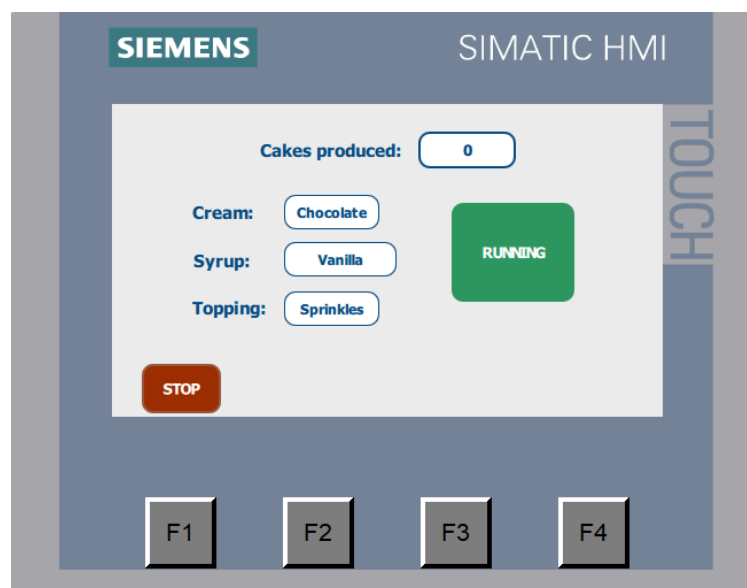 SIEMENS
SIMATIC HMI
TOUCH
Cakes produced: 0
Cream: Chocolate
Syrup: Vanilla
RUNNING
Topping: Sprinkles
STOP
F1 F2 F3 F4